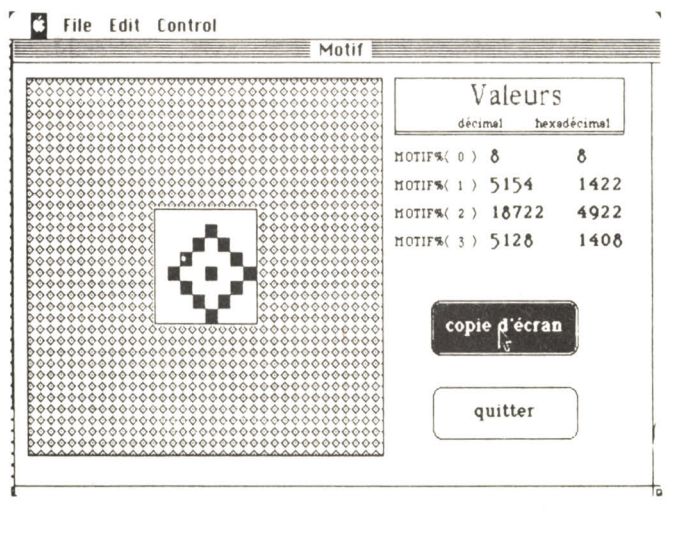 File Edit Control
Motif
Valeurs
décimal hexadécimal
MOTIF%( 0 ) 8 8
MOTIF%( 1 ) 5154 1422
MOTIF%( 2 ) 18722 4922
MOTIF%( 3 ) 5128 1408
copie d'écran
quitter